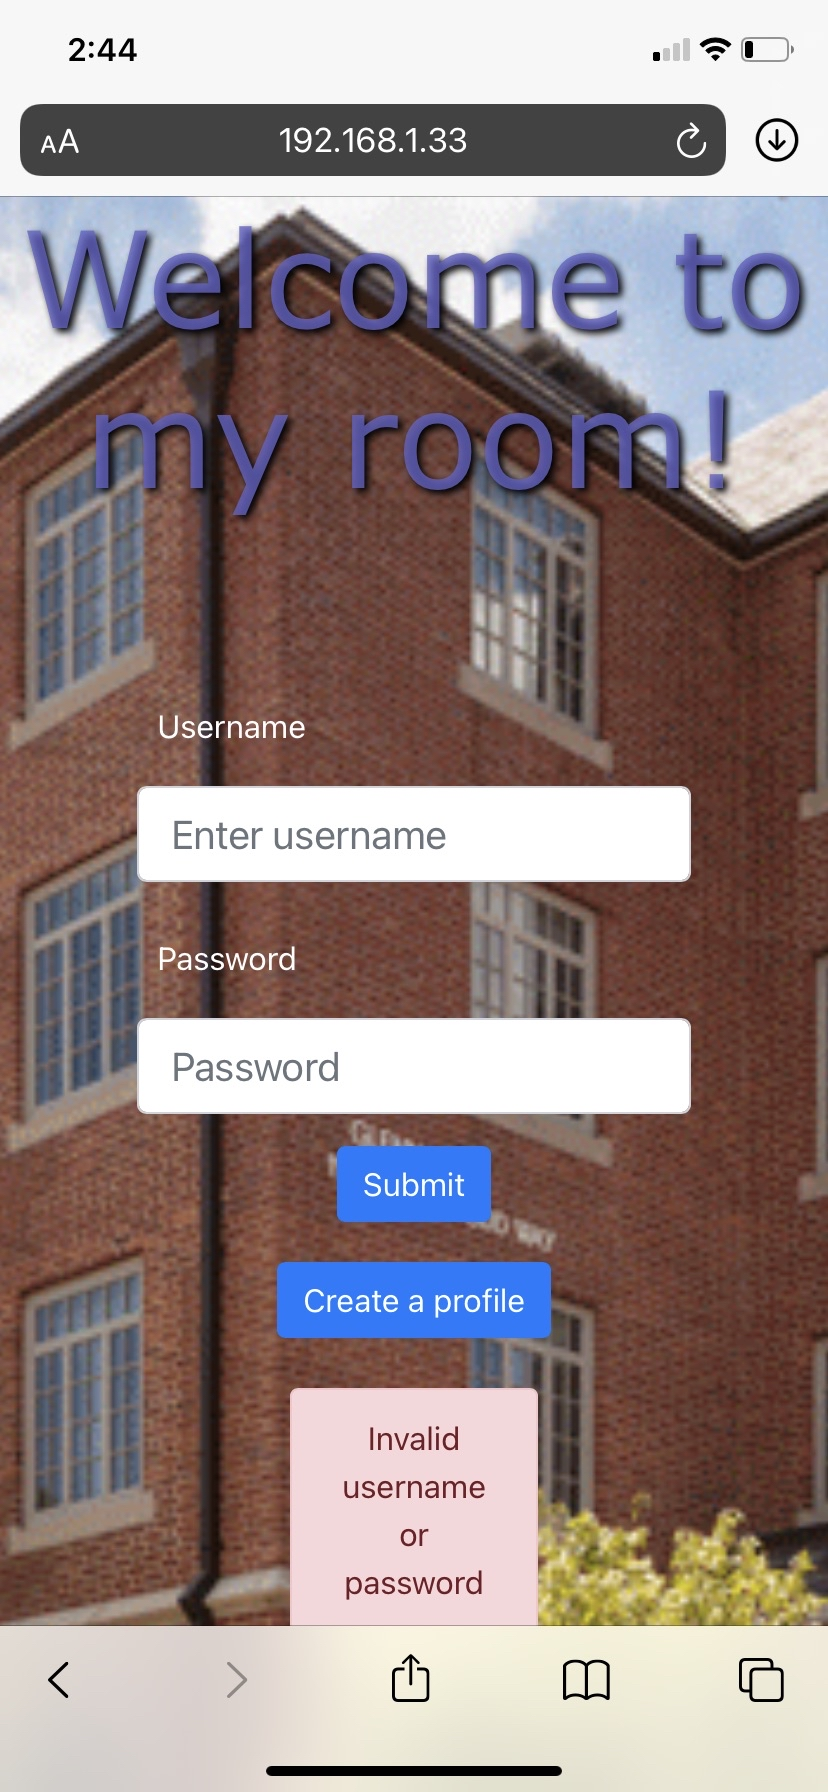 2:44
AA 192.168.1.33
Welcome to
my room!
Username
Enter username
Password
Password
Submit
WAY
Create a profile
Invalid
username
or
password